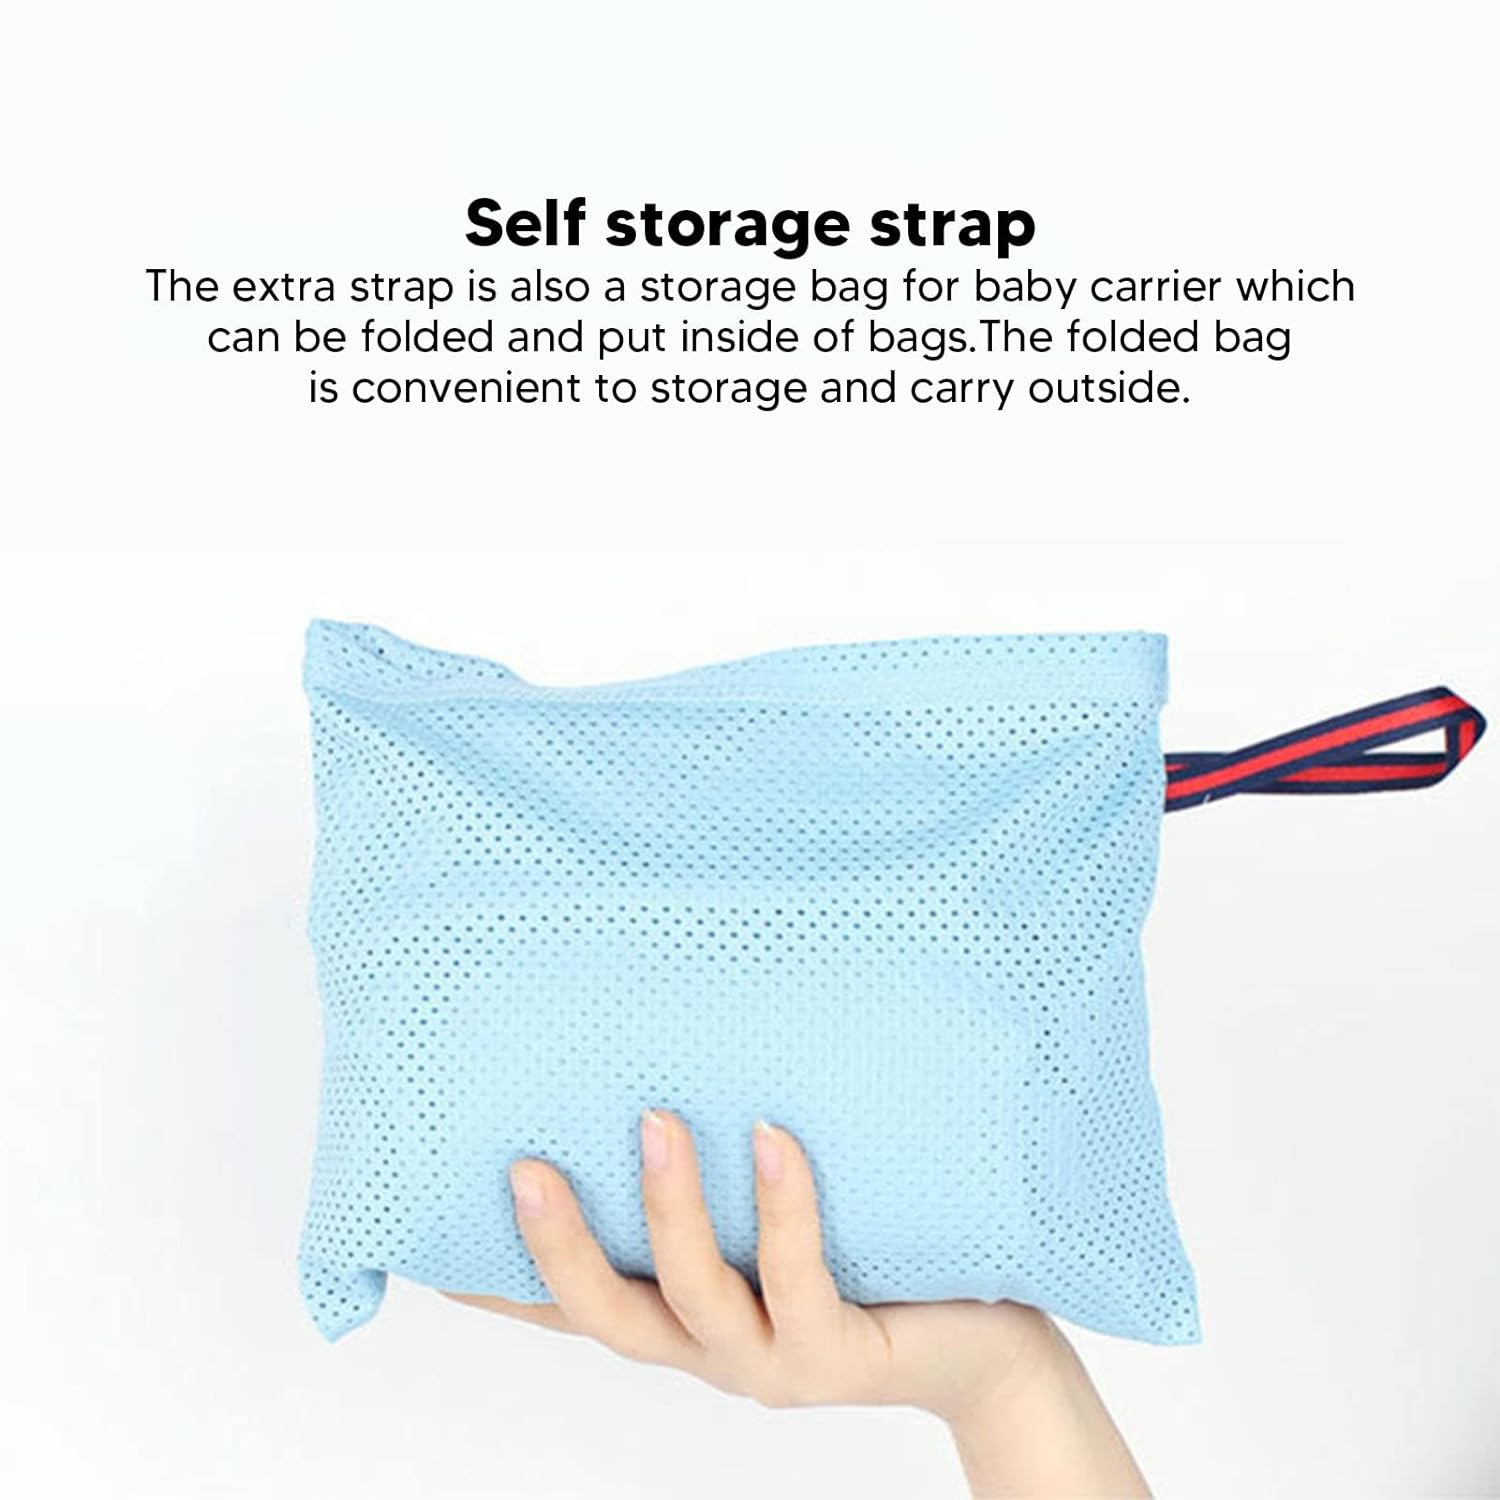 Self storage strap
The extra strap is also a storage bag for baby carrier which
can be folded and put inside of bags.The folded bag
is convenient to storage and carry outside.